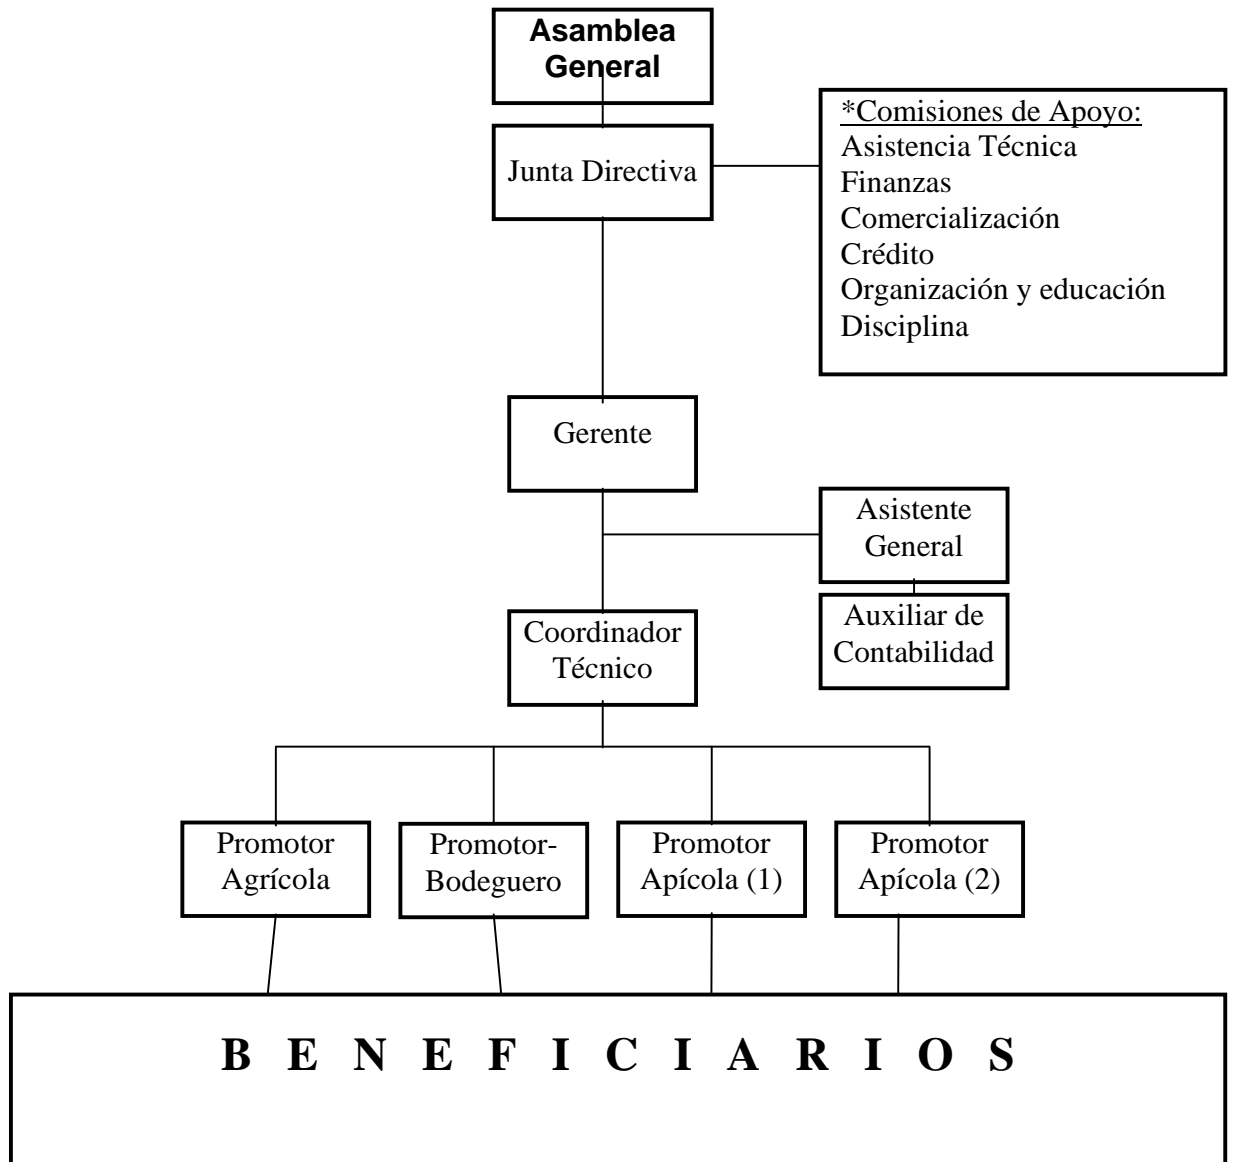 Asamblea
General
Junta Directiva
*Comisiones de Apoyo:
Asistencia Técnica
Finanzas
Comercialización
Crédito
Organización y educación
Disciplina
Gerente
Asistente
General
Auxiliar de
Contabilidad
Coordinador
Técnico
Promotor
Agrícola
Promotor-
Bodeguero
Promotor
Apícola (1)
Promotor
Apícola (2)
B E N E F I C I A R I O S